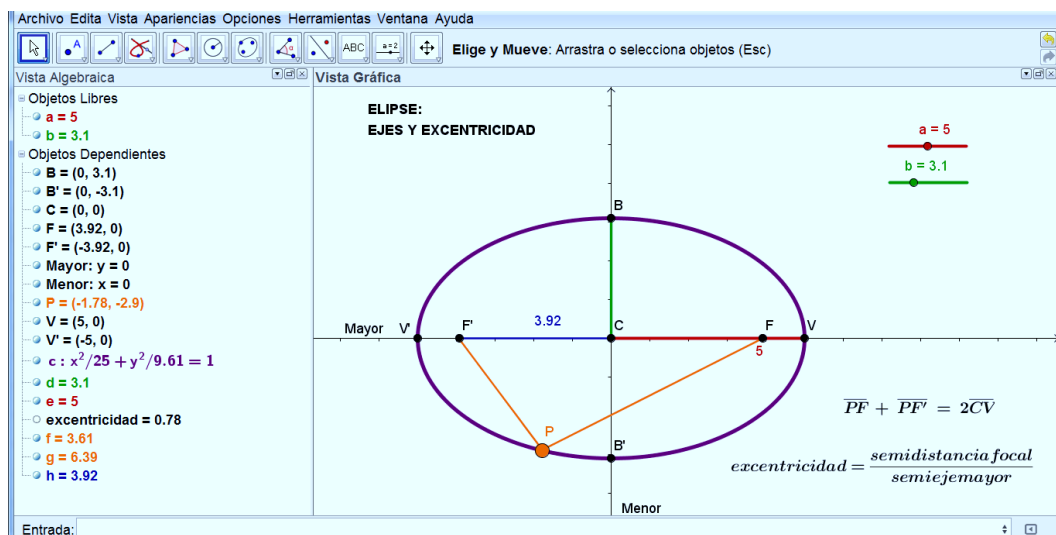 Archivo Edita Vista Apariencias Opciones Herramientas Ventana Ayuda
A
ABC
a=2
Elige y Mueve: Arrastra o selecciona objetos (Esc)
Vista Algebraica
Objetos Libres
a = 5
b = 3.1
Objetos Dependientes
B = (0, 3.1)
B' = (0, -3.1)
C = (0, 0)
F = (3.92, 0)
F' = (-3.92, 0)
Mayor: y = 0
Menor: x = 0
P = (-1.78, -2.9)
V = (5, 0)
V' = (-5, 0)
c : x^2/25 + y^2/9.61 = 1
d = 3.1
e = 5
excentricidad = 0.78
f = 3.61
g = 6.39
h = 3.92
Vista Gráfica
ELIPSE:
EJES Y EXCENTRICIDAD
a = 5
b = 3.1
B
Mayor V' F' 3.92 C F V
5
P
B'
Menor
PF + PF' = 2CV
excentricidad = semidistancia focal
semiejemayor
Entrada: